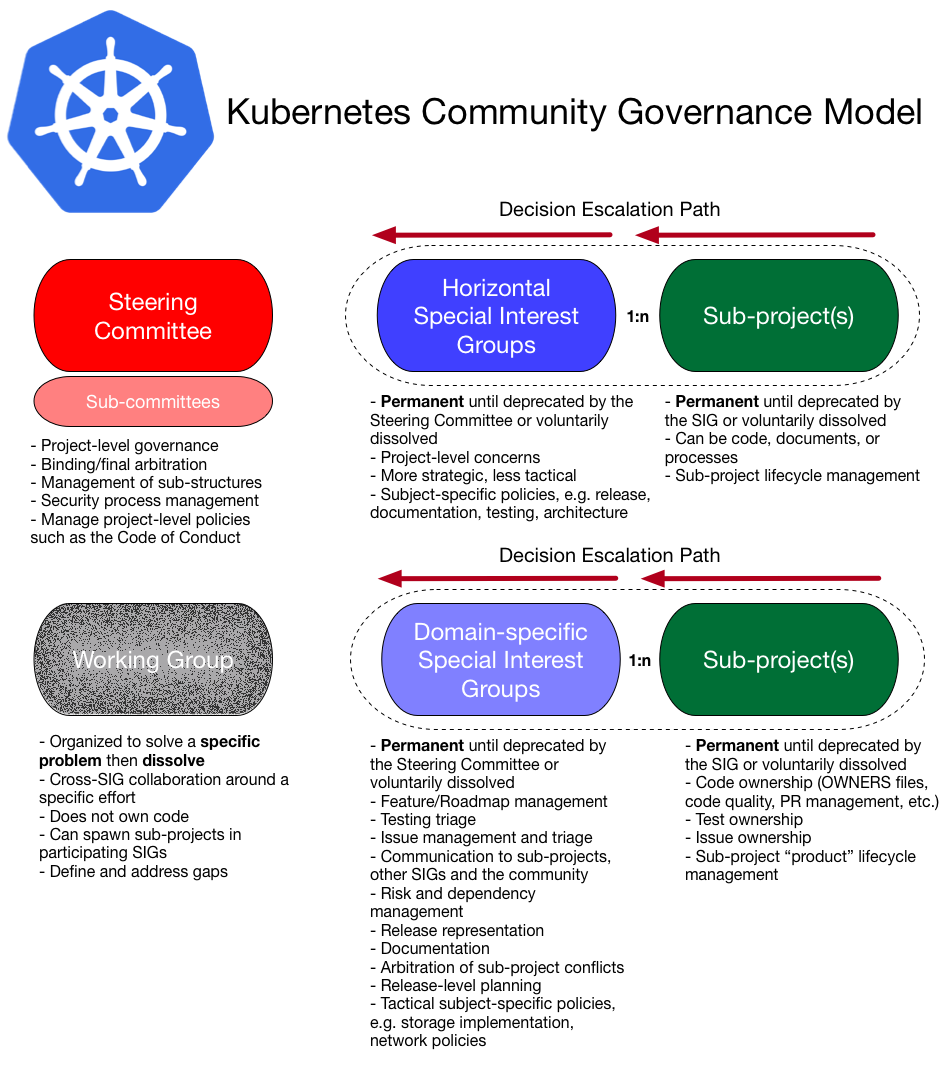 Kubernetes Community Governance Model
Decision Escalation Path
Steering
Committee
Sub-committees
- Project-level governance
- Binding/final arbitration
- Management of sub-structures
- Security process management
- Manage project-level policies
such as the Code of Conduct
Horizontal
Special Interest
Groups
1:n
Sub-project(s)
- Permanent until deprecated by the
Steering Committee or voluntarily
dissolved
- Project-level concerns
- More strategic, less tactical
- Subject-specific policies, e.g. release,
documentation, testing, architecture
- Permanent until deprecated by
the SIG or voluntarily dissolved
- Can be code, documents, or
processes
- Sub-project lifecycle management
Decision Escalation Path
Working Group
- Organized to solve a specific
problem then dissolve
- Cross-SIG collaboration around a
specific effort
- Does not own code
- Can spawn sub-projects in
participating SIGs
- Define and address gaps
Domain-specific
Special Interest
Groups
1:n
Sub-project(s)
- Permanent until deprecated by
the Steering Committee or
voluntarily dissolved
- Feature/Roadmap management
- Testing triage
- Issue management and triage
- Communication to sub-projects,
other SIGs and the community
- Risk and dependency
management
- Release representation
- Documentation
- Arbitration of sub-project conflicts
- Release-level planning
- Tactical subject-specific policies,
e.g. storage implementation,
network policies
- Permanent until deprecated by
the SIG or voluntarily dissolved
- Code ownership (OWNERS files,
code quality, PR management, etc.)
- Test ownership
- Issue ownership
- Sub-project “product” lifecycle
management